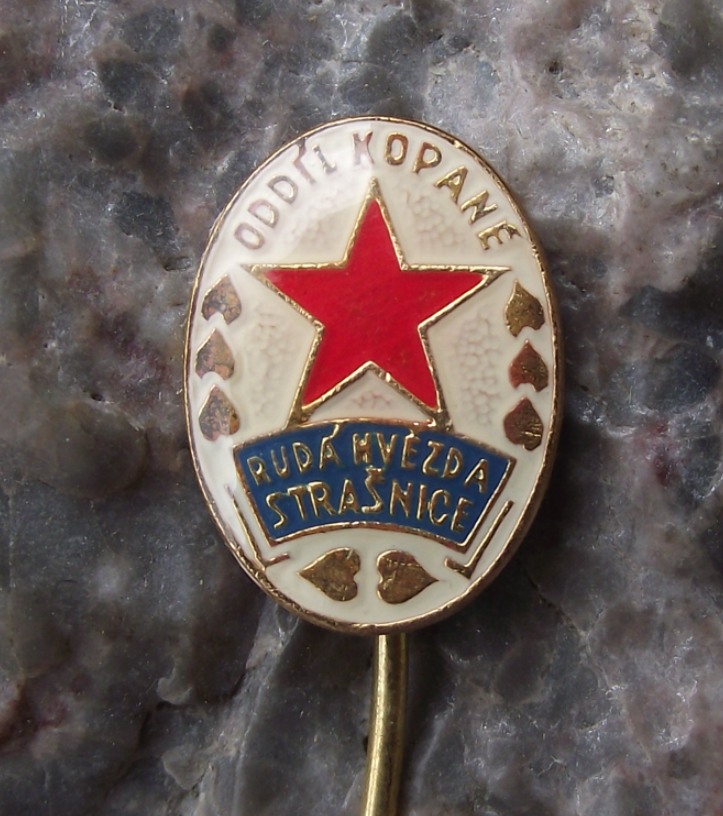 ODDÍL KOPANÉ
RUDÁ HVĚZDA
STRAŠNICE